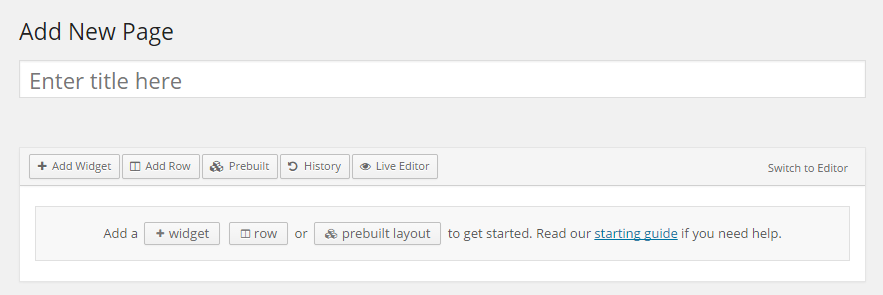 Add New Page
Enter title here
Add Widget Add Row Prebuilt History Live Editor Switch to Editor
Add a widget row or prebuilt layout to get started. Read our starting guide if you need help.